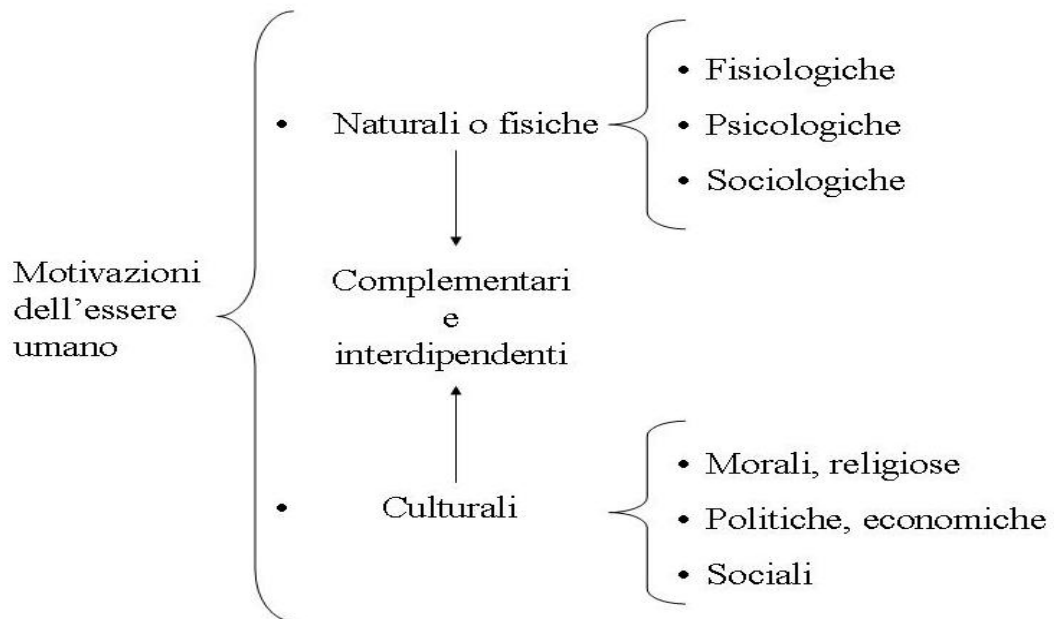 • Fisiologiche
• Naturali o fisiche
• Psicologiche
• Sociologiche
Motivazioni
dell’essere
umano
Complementari
e
interdipendenti
• Morali, religiose
• Culturali
• Politiche, economiche
• Sociali